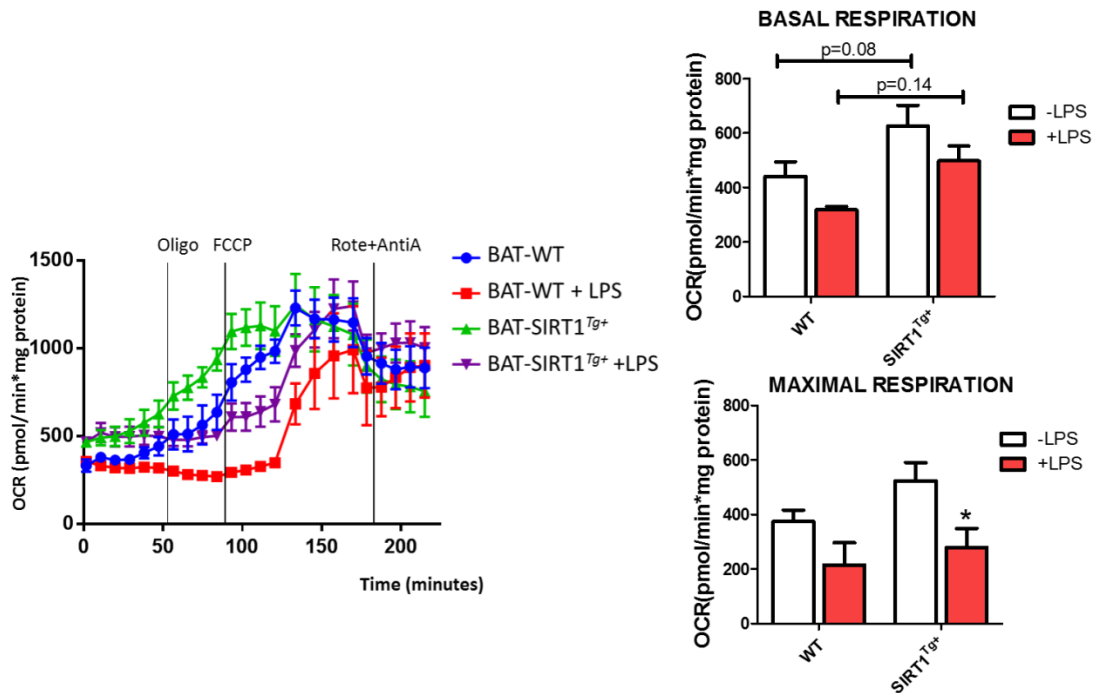 Oligo FCCP Rote+AntiA
OCR (pmol/min*mg protein)
1500
1000
500
0
0 50 100 150 200
Time (minutes)
BAT-WT
BAT-WT + LPS
BAT-SIRT1Tg+
BAT-SIRT1Tg+ +LPS
BASAL RESPIRATION
p=0.08
p=0.14
OCR(pmol/min*mg protein)
800
600
400
200
0
WT SIRT1Tg+
-LPS
+LPS
MAXIMAL RESPIRATION
OCR(pmol/min*mg protein)
800
600
400
200
0
*
WT SIRT1Tg+
-LPS
+LPS